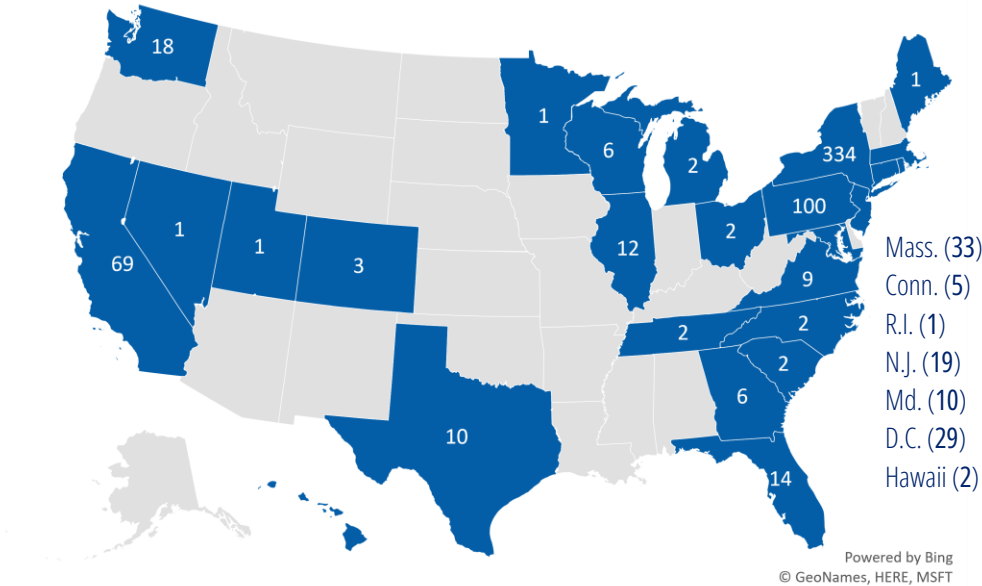 18
1
1
6
2
334
100
2
12
69
1
1
3
9
2
2
2
6
10
14
Mass. (33)
Conn. (5)
R.I. (1)
N.J. (19)
Md. (10)
D.C. (29)
Hawaii (2)
Powered by Bing
© GeoNames, HERE, MSFT